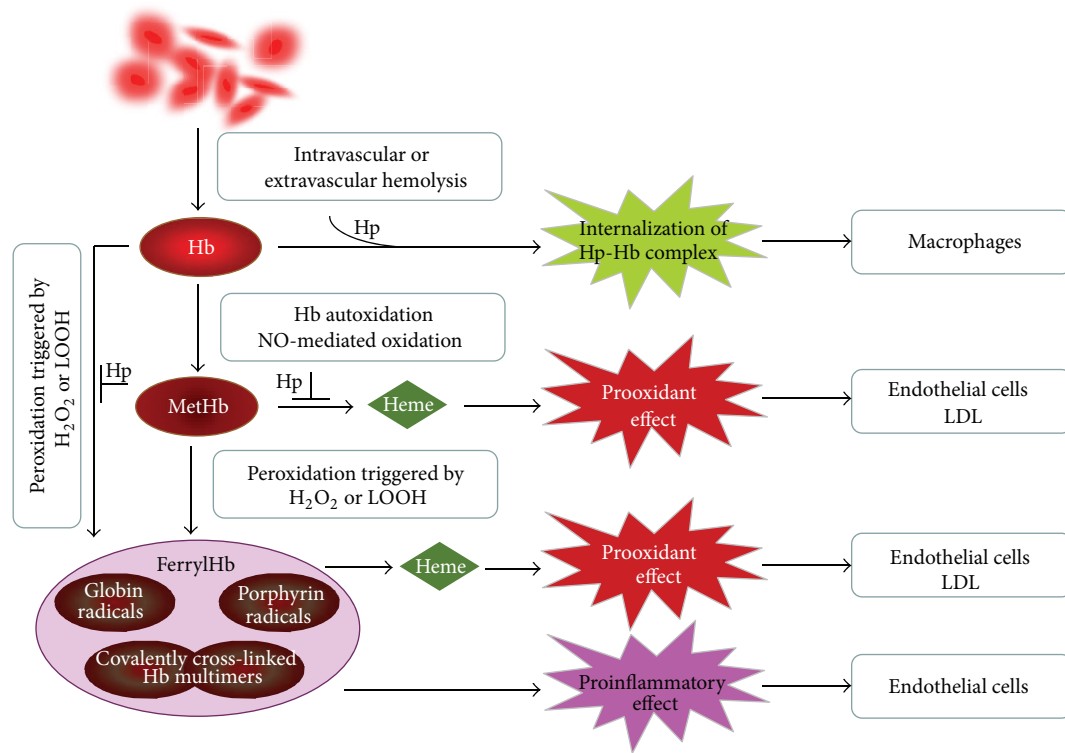 Intravascular or
extravascular hemolysis
Hp
Hb
Internalization of
Hp-Hb complex
Macrophages
Peroxidation triggered by
H₂O₂ or LOOH
Hb autoxidation
NO-mediated oxidation
Hp
Hp
MetHb
Heme
Prooxidant
effect
Endothelial cells
LDL
Peroxidation triggered by
H₂O₂ or LOOH
FerrylHb
Globin
radicals
Porphyrin
radicals
Covalently cross-linked
Hb multimers
Heme
Prooxidant
effect
Endothelial cells
LDL
Proinflammatory
effect
Endothelial cells